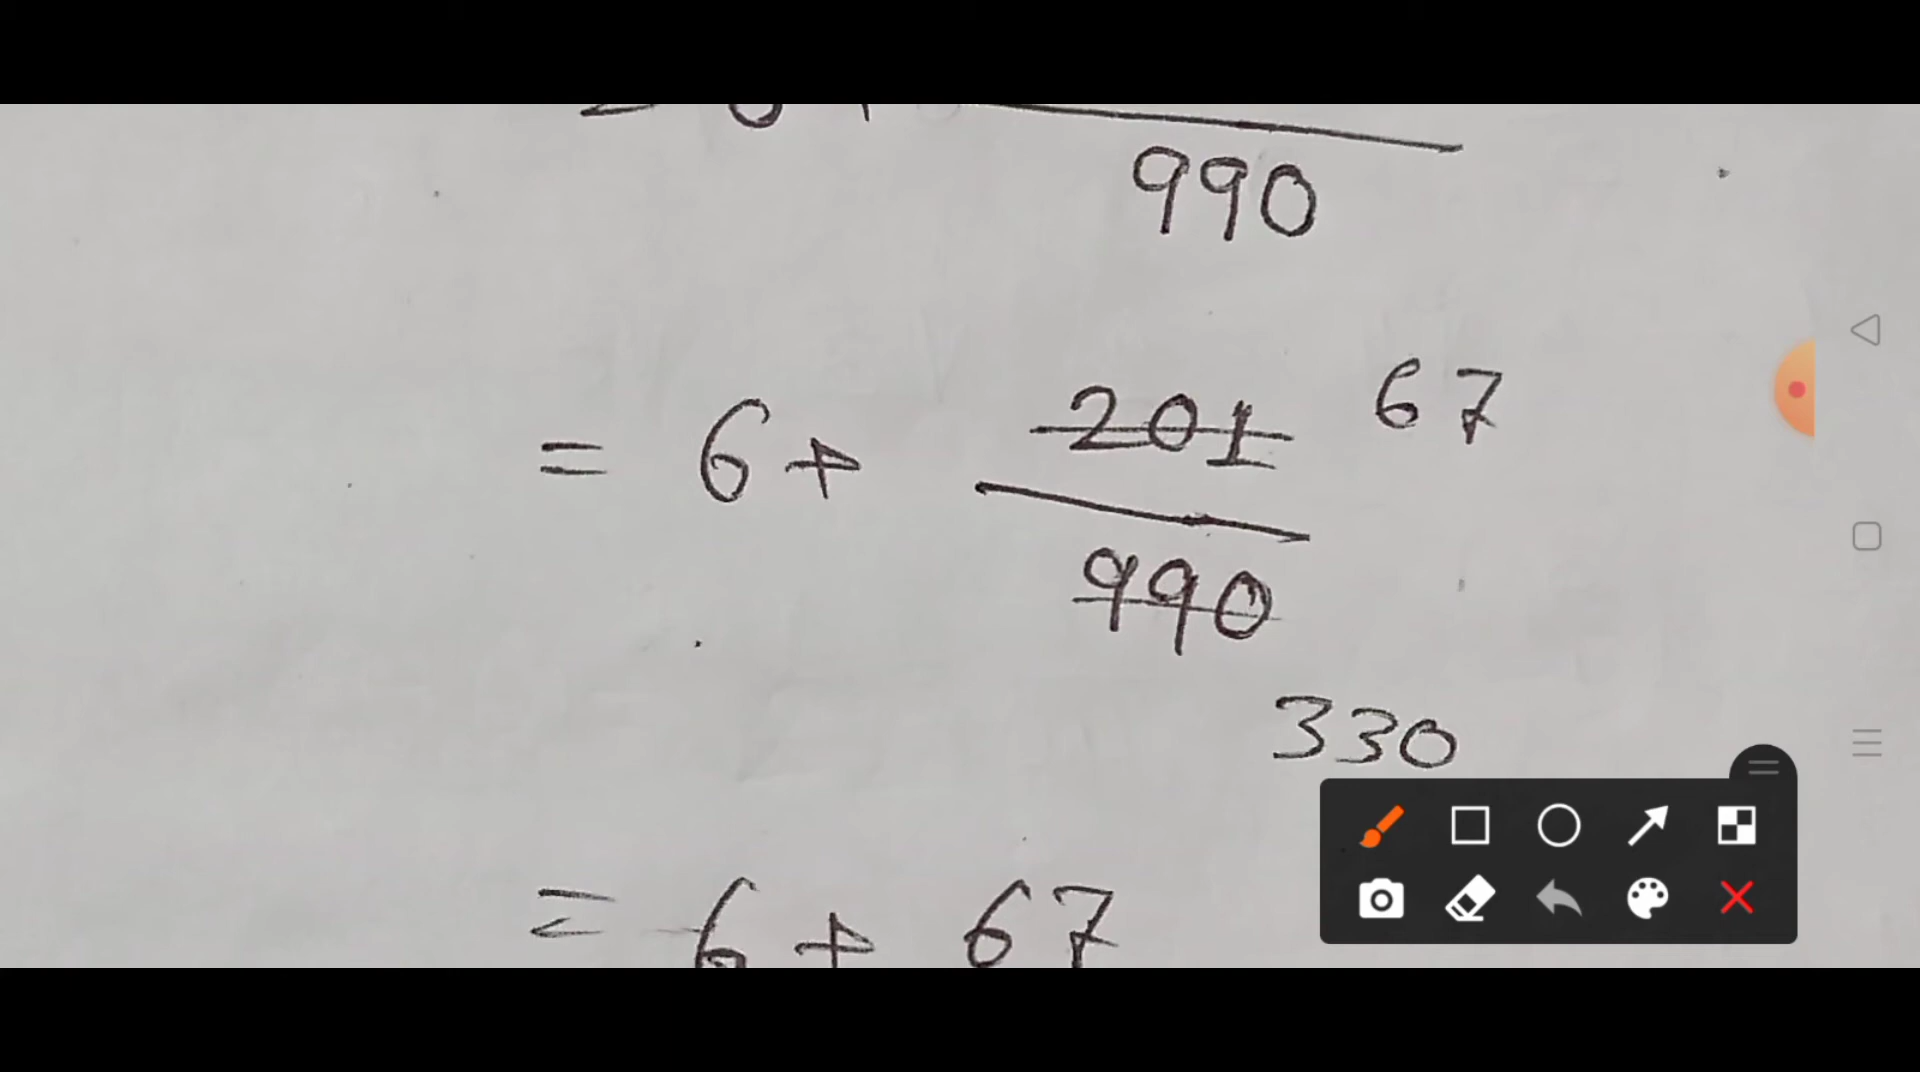 990
= 6+ 201 67
990
330
= 6+ 67